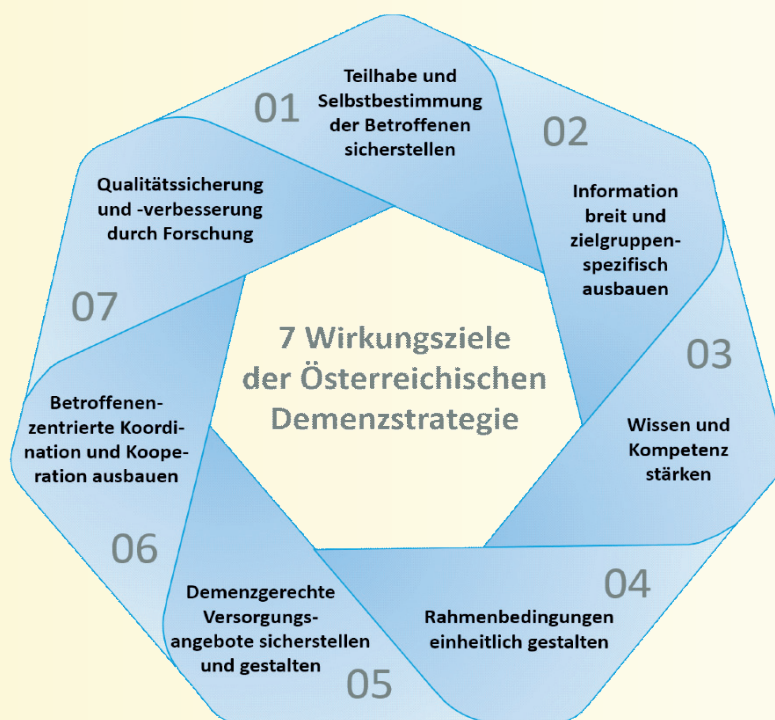 01
Teilhabe und
Selbstbestimmung
der Betroffenen
sicherstellen
02
Information
breit und
zielgruppen-
spezifisch
ausbauen
03
Wissen und
Kompetenz
stärken
04
Rahmenbedingungen
einheitlich gestalten
Demenzgerechte
Versorgungs-
angebote sicherstellen
und gestalten
05
Betroffenen-
zentrierte Koordi-
nation und Koope-
ration ausbauen
06
Qualitätssicherung
und -verbesserung
durch Forschung
07
7 Wirkungsziele
der Österreichischen
Demenzstrategie